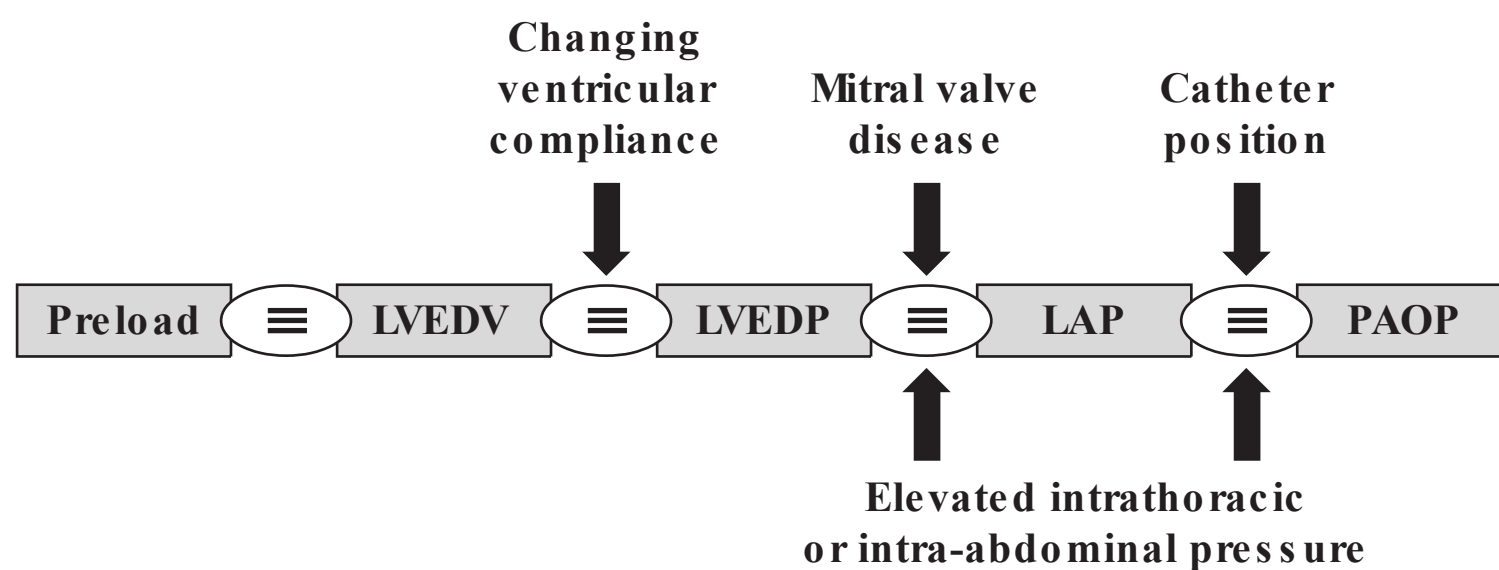 Changing
ventricular
compliance
Mitral valve
disease
Catheter
position
Preload ≡ LVEDV ≡ LVEDP ≡ LAP ≡ PAOP
Elevated intrathoracic
or intra-abdominal pressure